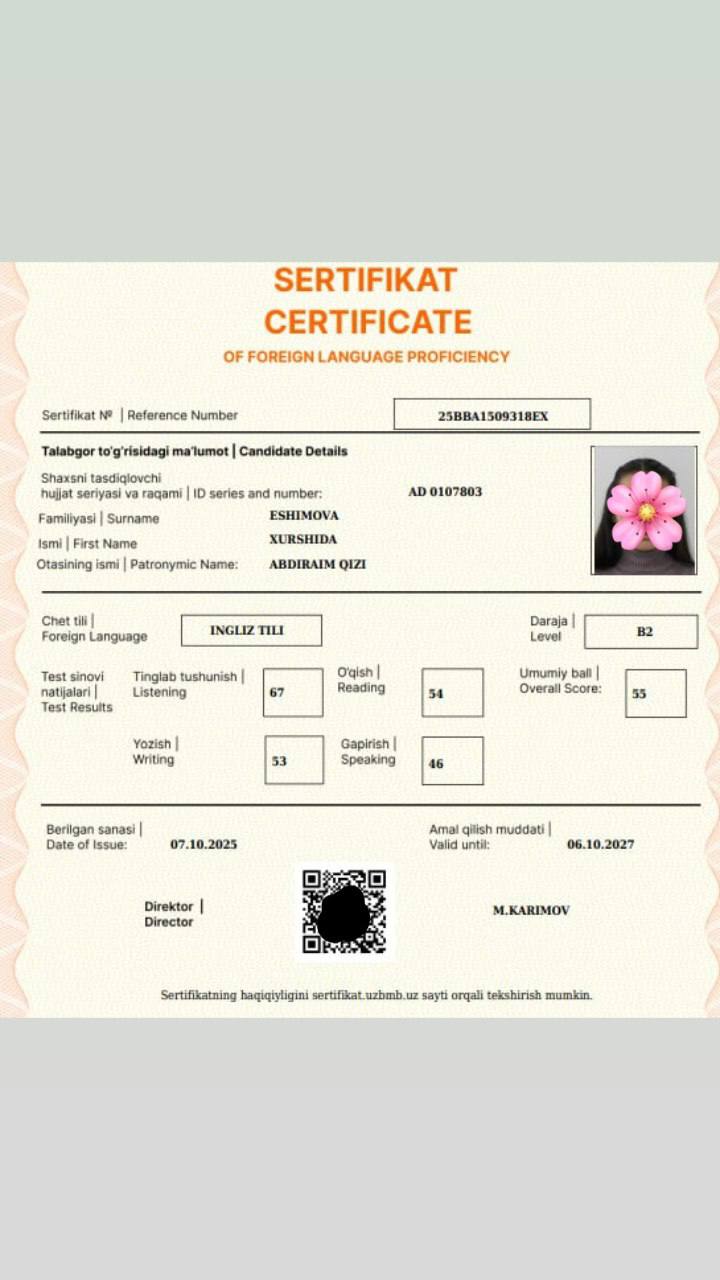 SERTIFIKAT
CERTIFICATE
OF FOREIGN LANGUAGE PROFICIENCY
Sertifikat № | Reference Number 25BBA1509318EX
Talabgor to'g'risidagi ma'lumot | Candidate Details
Shaxsni tasdiqlovchi
hujjat seriyasi va raqami | ID series and number: AD 0107803
Familiyasi | Surname ESHIMOVA
Ismi | First Name XURSHIDA
Otasining ismi | Patronymic Name: ABDIRAIM QIZI
Chet tili |
Foreign Language
INGLIZ TILI
Daraja |
Level
B2
Test sinovi
natijalari |
Test Results
Tinglab tushunish |
Listening
67
O'qish |
Reading
54
Umumiy ball |
Overall Score:
55
Yozish |
Writing
53
Gapirish |
Speaking
46
Berilgan sanasi |
Date of Issue: 07.10.2025
Amal qilish muddati |
Valid until: 06.10.2027
Direktor |
Director
M.KARIMOV
Sertifikatning haqiqiyligini sertifikat.uzbmb.uz sayti orqali tekshirish mumkin.